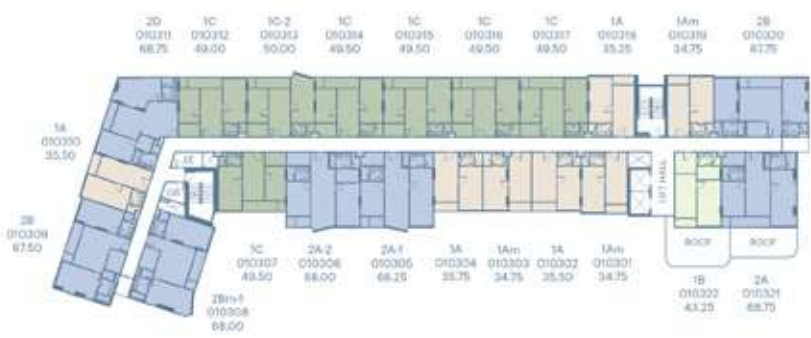 2D
010311
68.75
1C
010312
49.00
1C-2
010313
50.00
1C
010314
49.50
1C
010315
49.50
1C
010316
49.50
1C
010317
49.50
1A
010318
35.25
1Am
010319
34.75
2B
010320
67.75
1A
010310
35.50
2B
010309
67.50
LIFT HALL
ROOF
ROOF
1C
010307
49.50
2A-2
010306
68.00
2A-1
010305
68.25
1A
010304
35.75
1Am
010303
34.75
1A
010302
35.50
1Am
010301
34.75
1B
010322
43.25
2A
010321
68.75
2Bm-1
010308
68.00